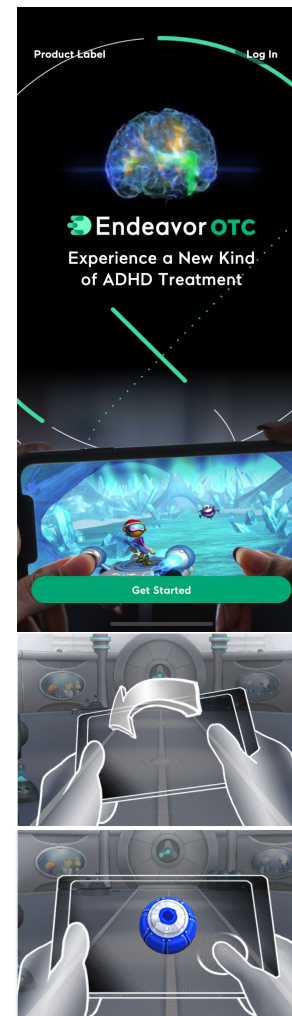 Product Label
Log In
Endeavor OTC
Experience a New Kind
of ADHD Treatment
Get Started